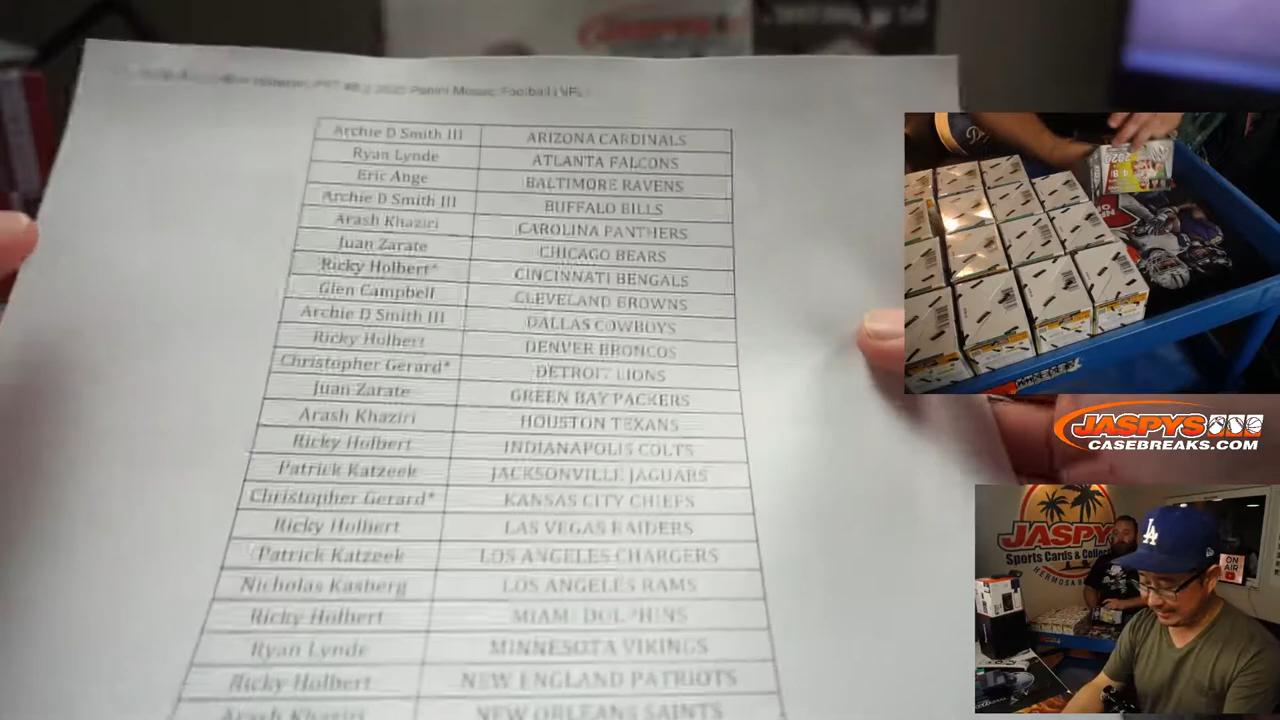 2020 Panini Mosaic Football NFL
Archie D Smith III ARIZONA CARDINALS
Ryan Lynde ATLANTA FALCONS
Eric Ange BALTIMORE RAVENS
Archie D Smith III BUFFALO BILLS
Arash Khaziri CAROLINA PANTHERS
Juan Zarate CHICAGO BEARS
Ricky Holbert* CINCINNATI BENGALS
Glen Campbell CLEVELAND BROWNS
Archie D Smith III DALLAS COWBOYS
Ricky Holbert DENVER BRONCOS
Christopher Gerard* DETROIT LIONS
Juan Zarate GREEN BAY PACKERS
Arash Khaziri HOUSTON TEXANS
Ricky Holbert INDIANAPOLIS COLTS
Patrick Katzeek JACKSONVILLE JAGUARS
Christopher Gerard* KANSAS CITY CHIEFS
Ricky Holbert LAS VEGAS RAIDERS
Patrick Katzeek LOS ANGELES CHARGERS
Nicholas Kasberg LOS ANGELES RAMS
Ricky Holbert MIAMI DOLPHINS
Ryan Lynde MINNESOTA VIKINGS
Ricky Holbert NEW ENGLAND PATRIOTS
Arash Khaziri NEW ORLEANS SAINTS
2020
JASPYS
CASEBREAKS.COM
JASPY
Sports Cards & Collect
HERMOSA
LA
ON
AIR